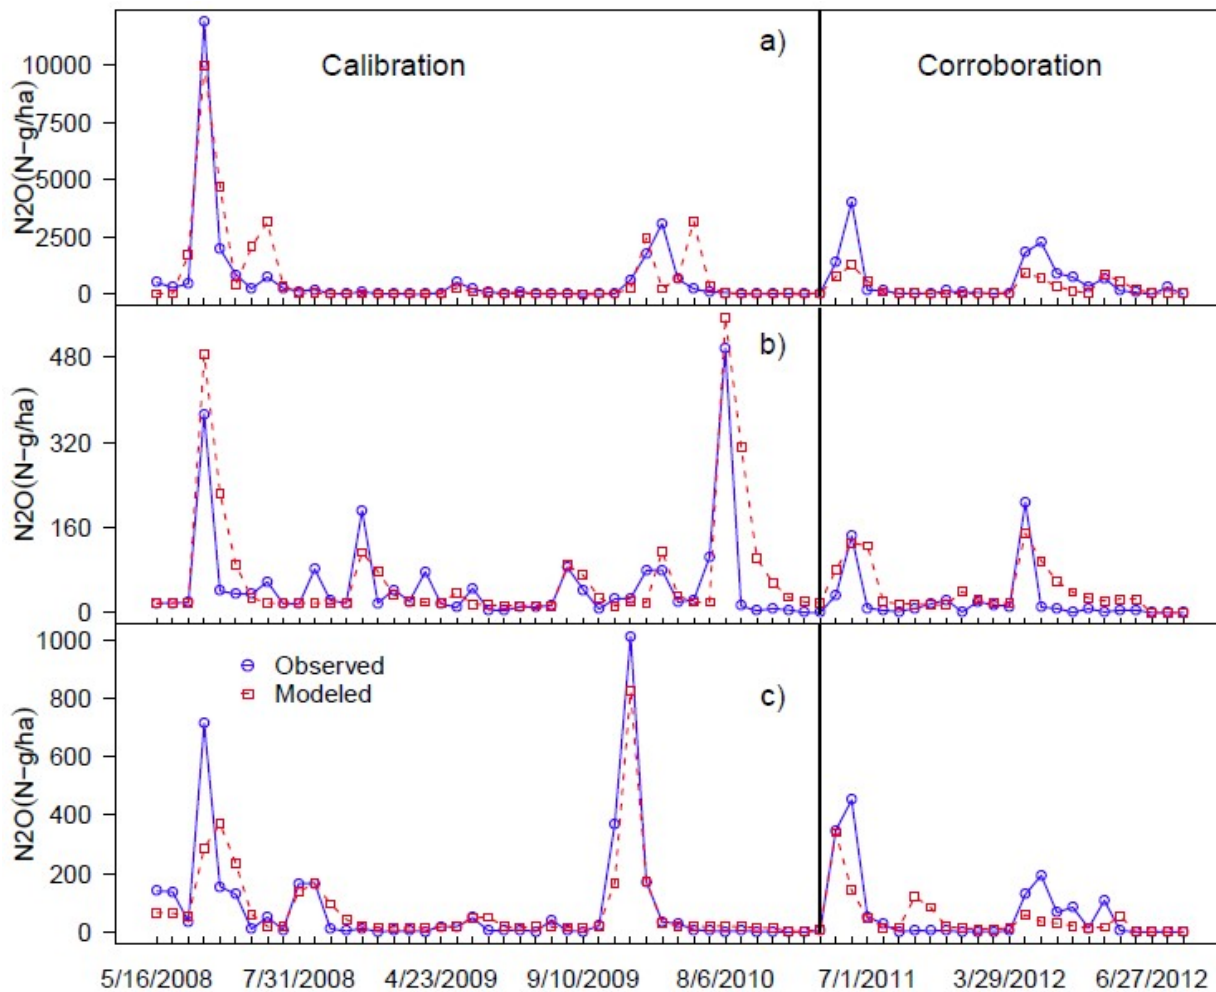 a)
Calibration
Corroboration
N2O(N−g/ha)
10000
7500
5000
2500
0
b)
N2O(N−g/ha)
480
320
160
0
c)
N2O(N−g/ha)
1000
800
600
400
200
0
Observed
Modeled
5/16/2008 7/31/2008 4/23/2009 9/10/2009 8/6/2010 7/1/2011 3/29/2012 6/27/2012